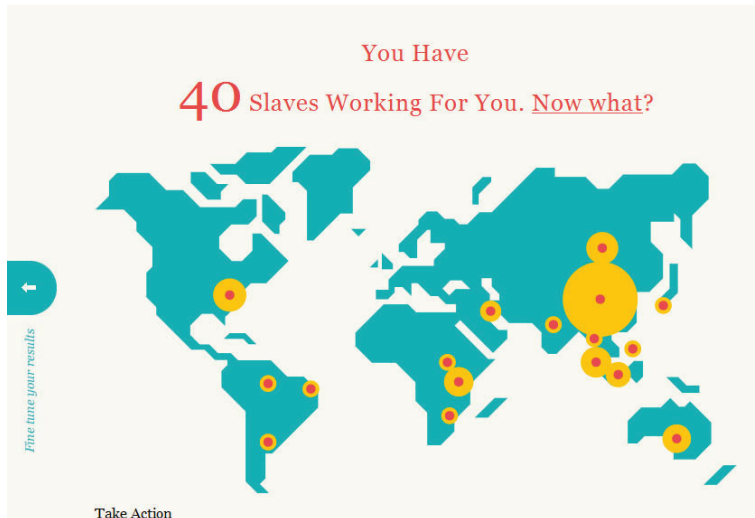 You Have
40 Slaves Working For You. Now what?
Fine tune your results
Take Action